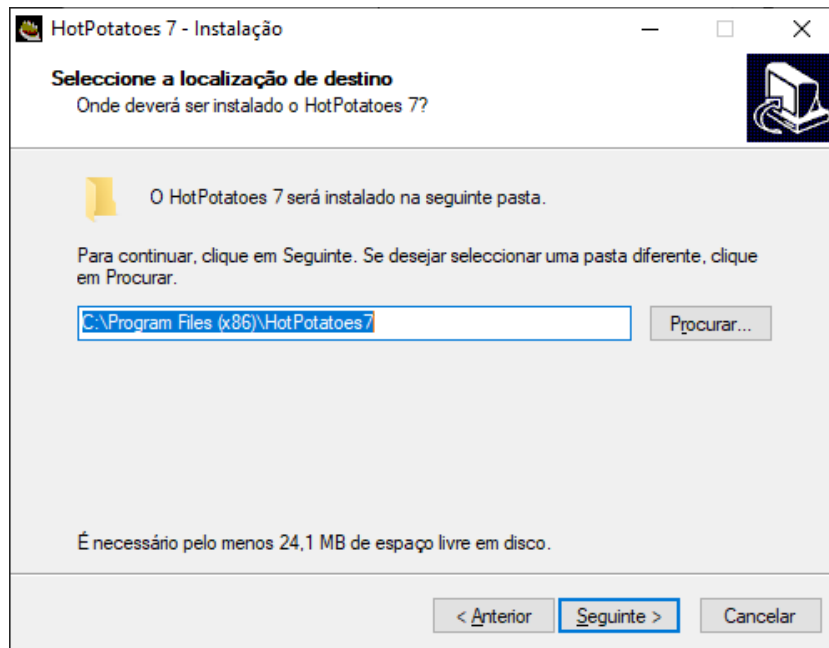 HotPotatoes 7 - Instalação
Seleccione a localização de destino
Onde deverá ser instalado o HotPotatoes 7?
O HotPotatoes 7 será instalado na seguinte pasta.
Para continuar, clique em Seguinte. Se desejar seleccionar uma pasta diferente, clique
em Procurar.
C:\Program Files (x86)\HotPotatoes7
Procurar...
É necessário pelo menos 24,1 MB de espaço livre em disco.
< Anterior
Seguinte >
Cancelar